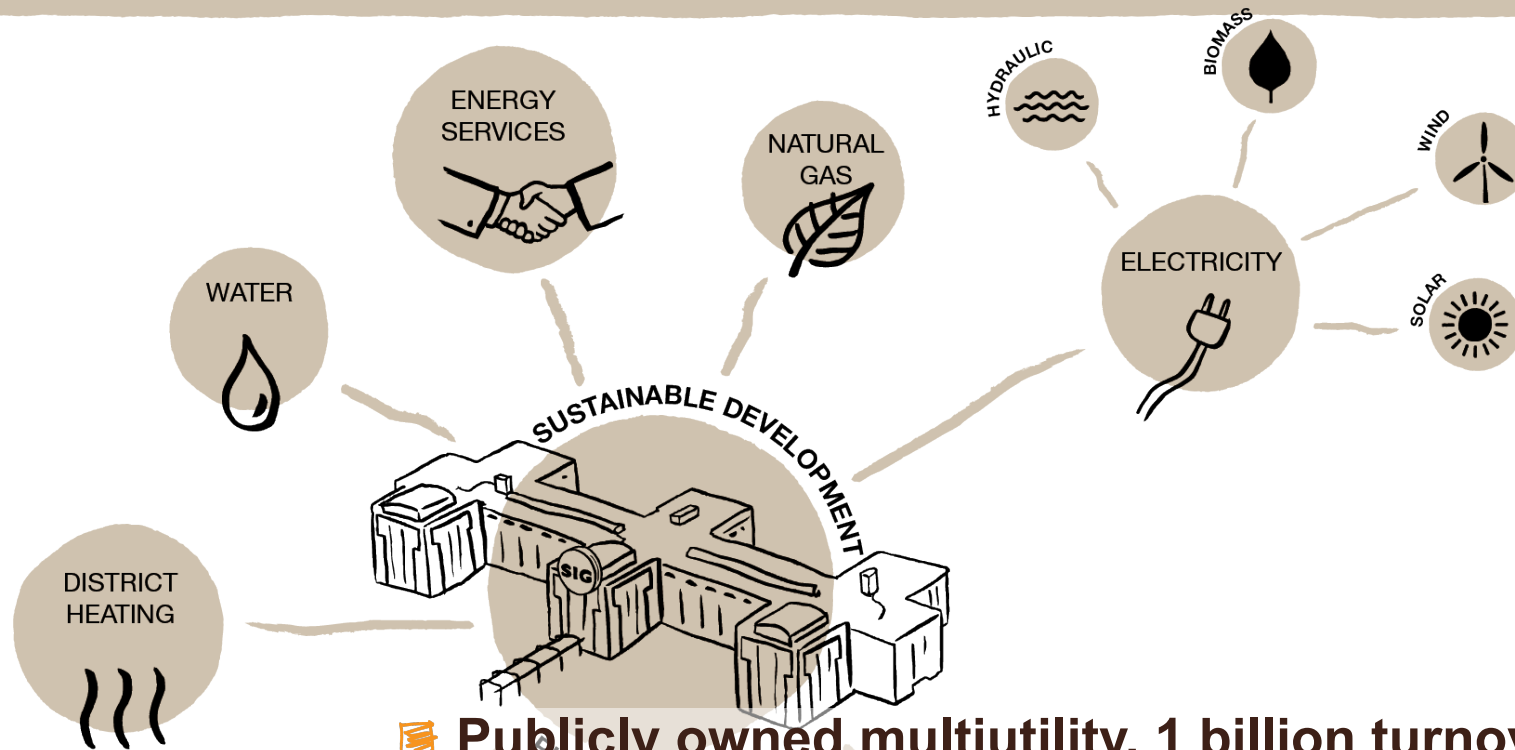 BIOMASS
HYDRAULIC
ENERGY
SERVICES
WIND
NATURAL
GAS
ELECTRICITY
WATER
SOLAR
SUSTAINABLE DEVELOPMENT
SIG
DISTRICT
HEATING
Publicly owned multiutility, 1 billion